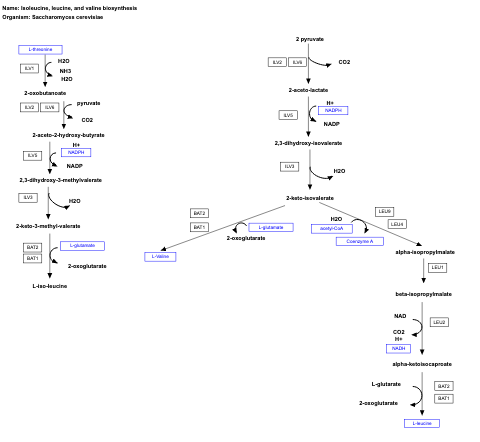 Name: Isoleucine, leucine, and valine biosynthesis
Organism: Saccharomyces cerevisiae
L-threonine
ILV1
H2O
NH3
H2O
2-oxobutanoate
ILV2
ILV6
pyruvate
CO2
2-aceto-2-hydroxy-butyrate
ILV5
H+
NADPH
NADP
2,3-dihydroxy-3-methylvalerate
ILV3
H2O
2-keto-3-methyl-valerate
BAT2
BAT1
L-glutamate
2-oxoglutarate
L-iso-leucine
2 pyruvate
ILV2
ILV6
CO2
2-aceto-lactate
ILV5
H+
NADPH
NADP
2,3-dihydroxy-isovalerate
ILV3
H2O
2-keto-isovalerate
BAT2
BAT1
L-glutamate
2-oxoglutarate
L-Valine
H2O
acetyl-CoA
Coenzyme A
LEU9
LEU4
alpha-isopropylmalate
LEU1
beta-isopropylmalate
NAD
LEU2
CO2
H+
NADH
alpha-ketoisocaproate
L-glutarate
BAT2
BAT1
2-oxoglutarate
L-leucine